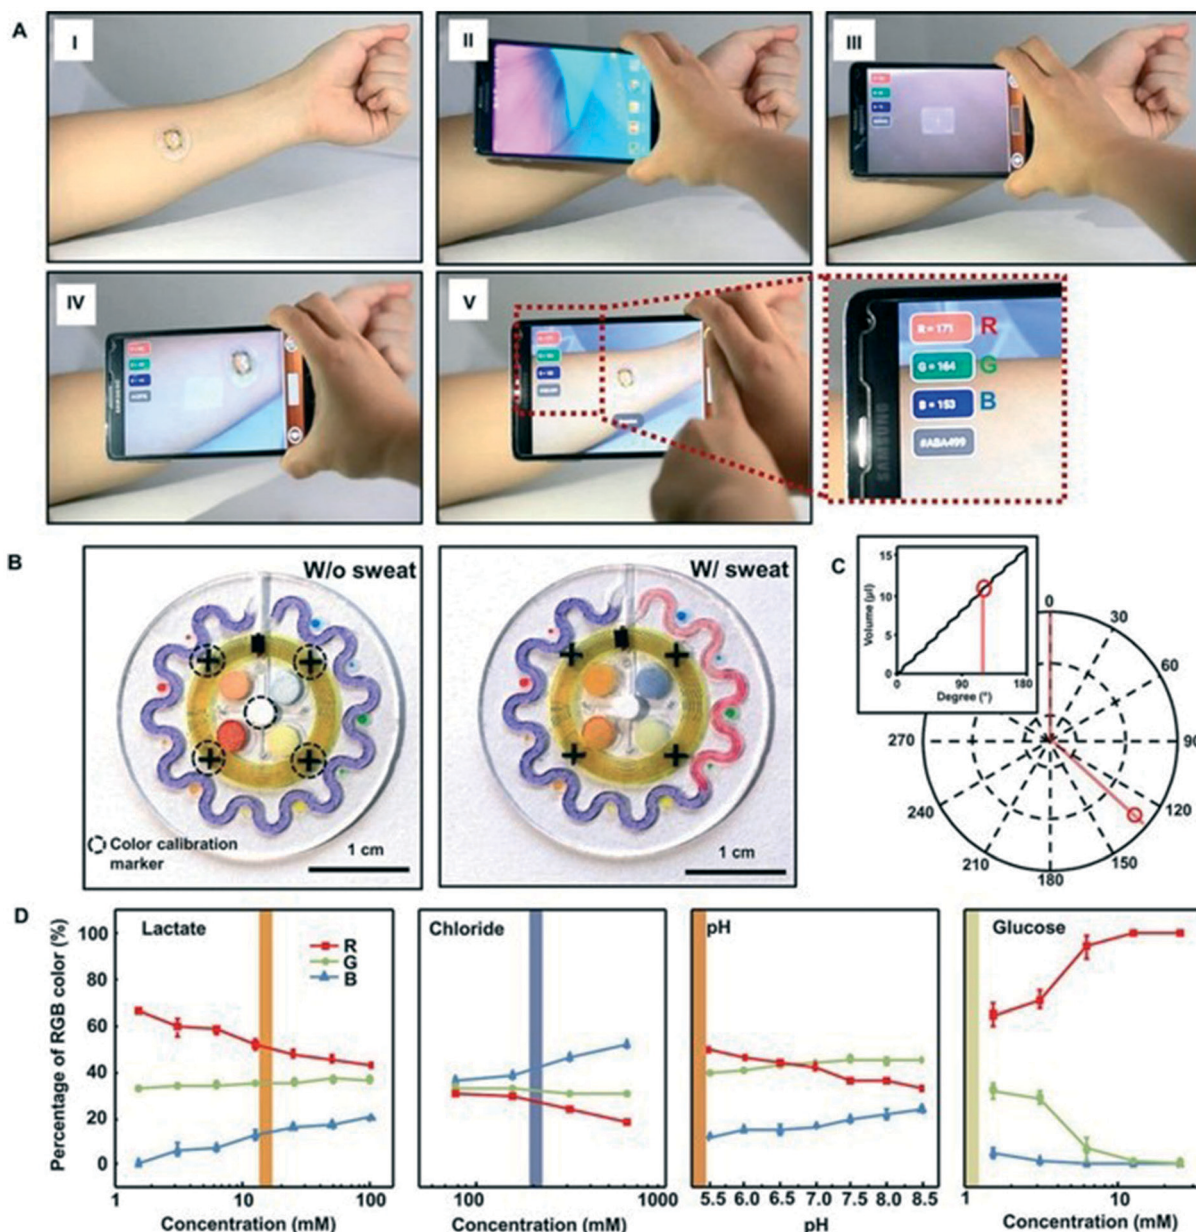 A
I
II
III
IV
V
R = 171
R
G = 164
G
B = 153
B
#ABA499
SAMSUNG
B
W/o sweat
Color calibration
marker
1 cm
W/ sweat
1 cm
C
Volume (µl)
15
10
5
0
0
90
180
Degree (°)
0
30
60
90
120
150
180
210
240
270
D
Percentage of RGB color (%)
100
80
60
40
20
0
Lactate
R
G
B
1
10
100
Concentration (mM)
Chloride
100
1000
Concentration (mM)
pH
5.5 6.0 6.5 7.0 7.5 8.0 8.5
pH
Glucose
1
10
Concentration (mM)